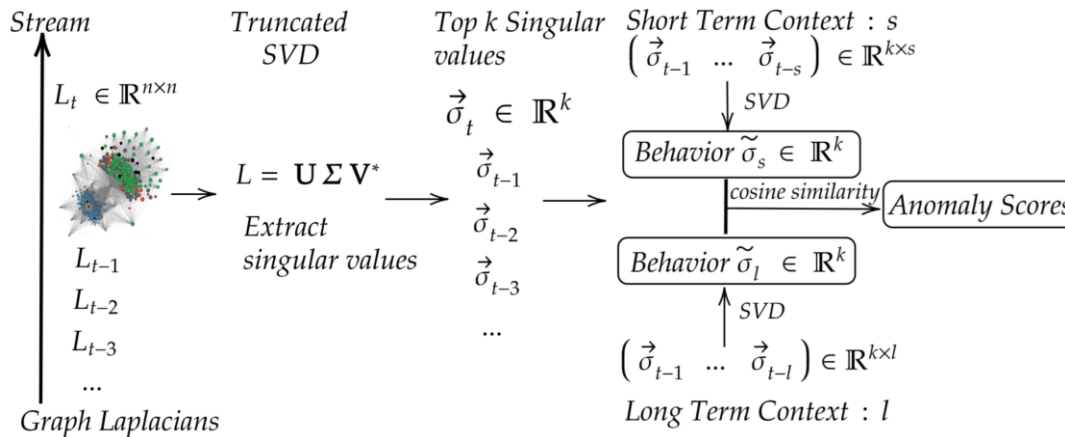 Stream
L_t ∈ ℝ^{n×n}
L_{t−1}
L_{t−2}
L_{t−3}
...
Graph Laplacians
Truncated
SVD
L = U Σ V*
Extract
singular values
Top k Singular
values
σ⃗_t ∈ ℝ^k
σ⃗_{t−1}
σ⃗_{t−2}
σ⃗_{t−3}
...
Short Term Context : s
( σ⃗_{t−1} ... σ⃗_{t−s} ) ∈ ℝ^{k×s}
SVD
Behavior σ̃_s ∈ ℝ^k
cosine similarity
Anomaly Scores
Behavior σ̃_l ∈ ℝ^k
SVD
( σ⃗_{t−1} ... σ⃗_{t−l} ) ∈ ℝ^{k×l}
Long Term Context : l